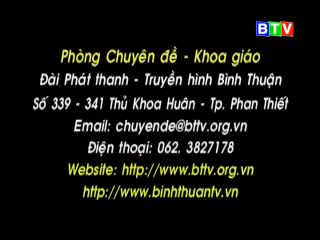 BTV
Phòng Chuyên đề - Khoa giáo
Đài Phát thanh - Truyền hình Bình Thuận
Số 339 - 341 Thủ Khoa Huân - Tp. Phan Thiết
Email: chuyende@bttv.org.vn
Điện thoại: 062. 3827178
Website: http://www.bttv.org.vn
http://www.binhthuantv.vn